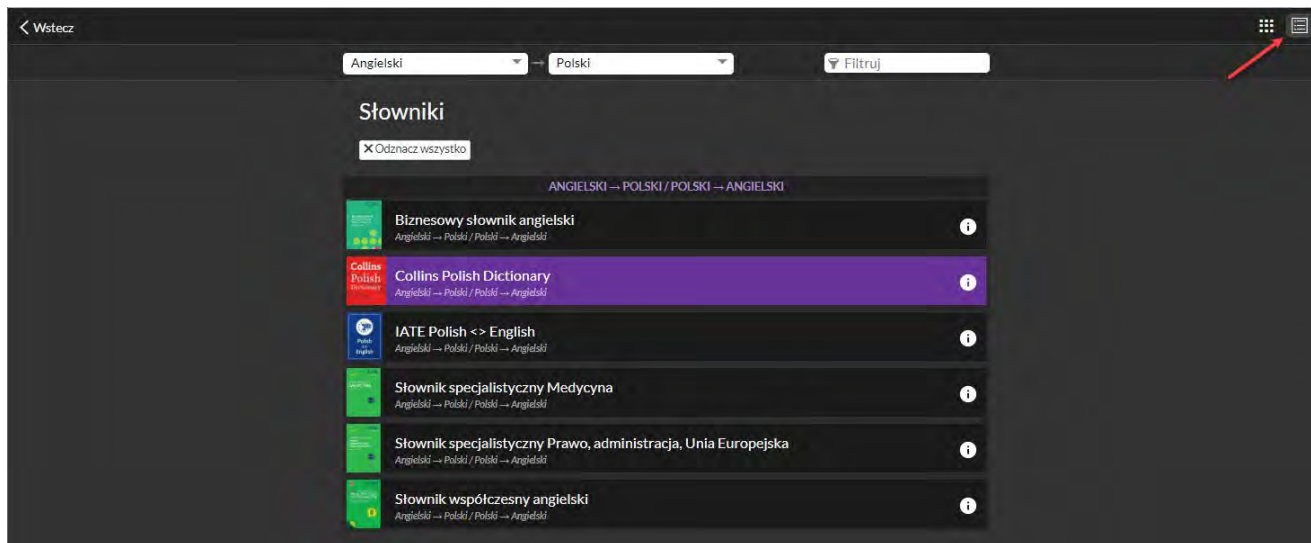 Wstecz
Angielski → Polski Filtruj
Słowniki
Odznacz wszystko
ANGIELSKI → POLSKI / POLSKI → ANGIELSKI
Biznesowy słownik angielski
Angielski → Polski / Polski → Angielski
Collins
Polish
Dictionary
Collins Polish Dictionary
Angielski → Polski / Polski → Angielski
Polish
English
IATE Polish <> English
Angielski → Polski / Polski → Angielski
Słownik specjalistyczny Medycyna
Angielski → Polski / Polski → Angielski
Słownik specjalistyczny Prawo, administracja, Unia Europejska
Angielski → Polski / Polski → Angielski
Słownik współczesny angielski
Angielski → Polski / Polski → Angielski